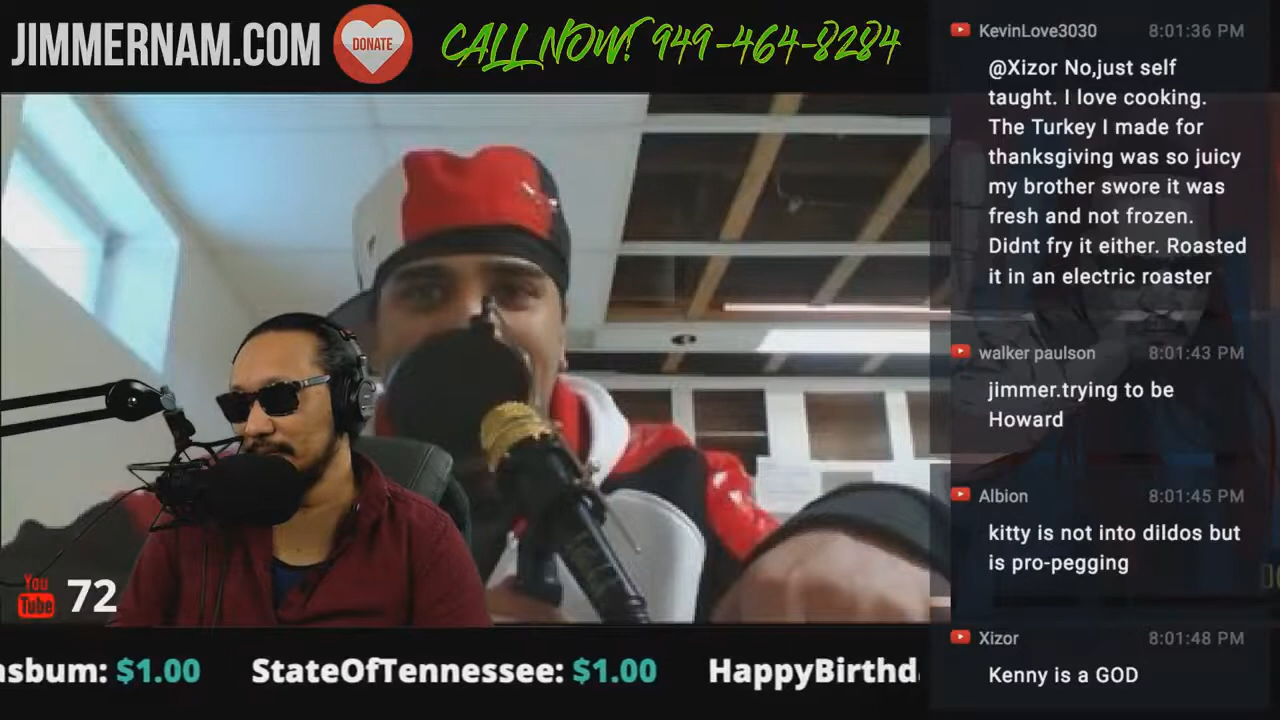 JIMMERNAM.COM
DONATE
CALL NOW! 949-464-8284
KevinLove3030 8:01:36 PM
@Xizor No,just self
taught. I love cooking.
The Turkey I made for
thanksgiving was so juicy
my brother swore it was
fresh and not frozen.
Didnt fry it either. Roasted
it in an electric roaster
walker paulson 8:01:43 PM
jimmer.trying to be
Howard
Albion 8:01:45 PM
kitty is not into dildos but
is pro-pegging
Xizor 8:01:48 PM
Kenny is a GOD
You
Tube
72
asbum: $1.00 StateOfTennessee: $1.00 HappyBirthd